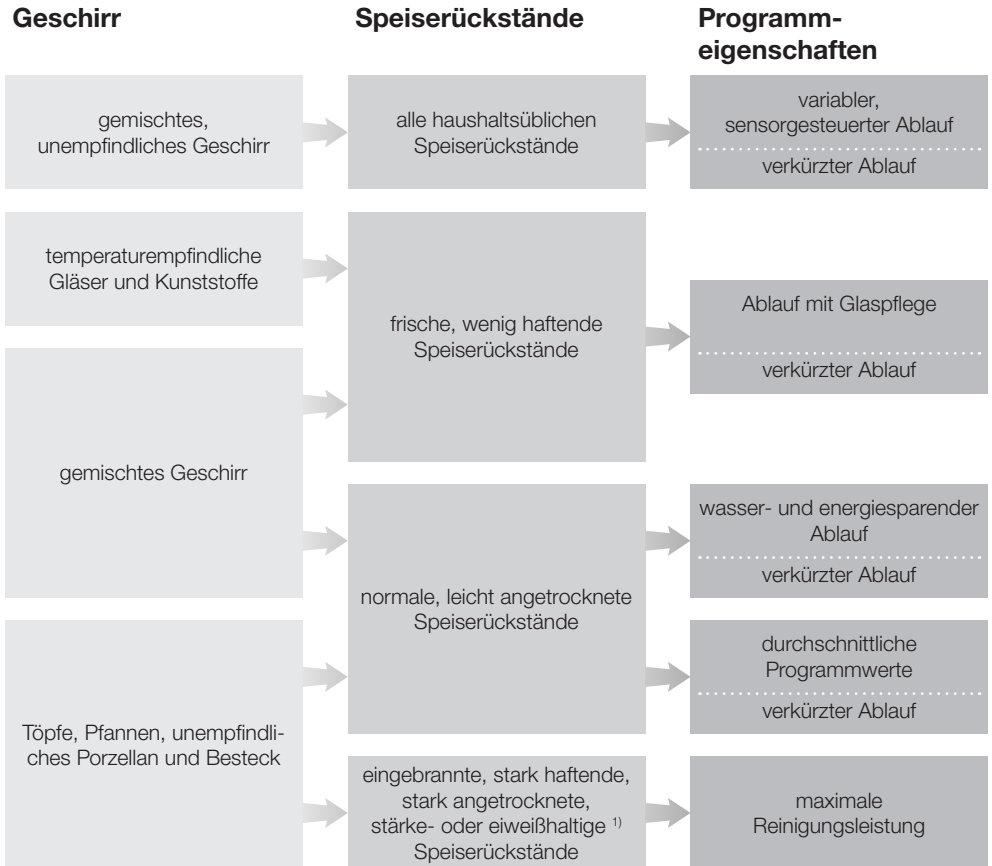 Geschirr
Speiserückstände
Programm-
eigenschaften
gemischtes,
unempfindliches Geschirr
alle haushaltsüblichen
Speiserückstände
variabler,
sensorgesteuerter Ablauf
verkürzter Ablauf
temperaturempfindliche
Gläser und Kunststoffe
frische, wenig haftende
Speiserückstände
Ablauf mit Glaspflege
verkürzter Ablauf
gemischtes Geschirr
normale, leicht angetrocknete
Speiserückstände
wasser- und energiesparender
Ablauf
verkürzter Ablauf
durchschnittliche
Programmwerte
verkürzter Ablauf
Töpfe, Pfannen, unempfindli-
ches Porzellan und Besteck
eingebrannte, stark haftende,
stark angetrocknete,
stärke- oder eiweißhaltige 1)
Speiserückstände
maximale
Reinigungsleistung